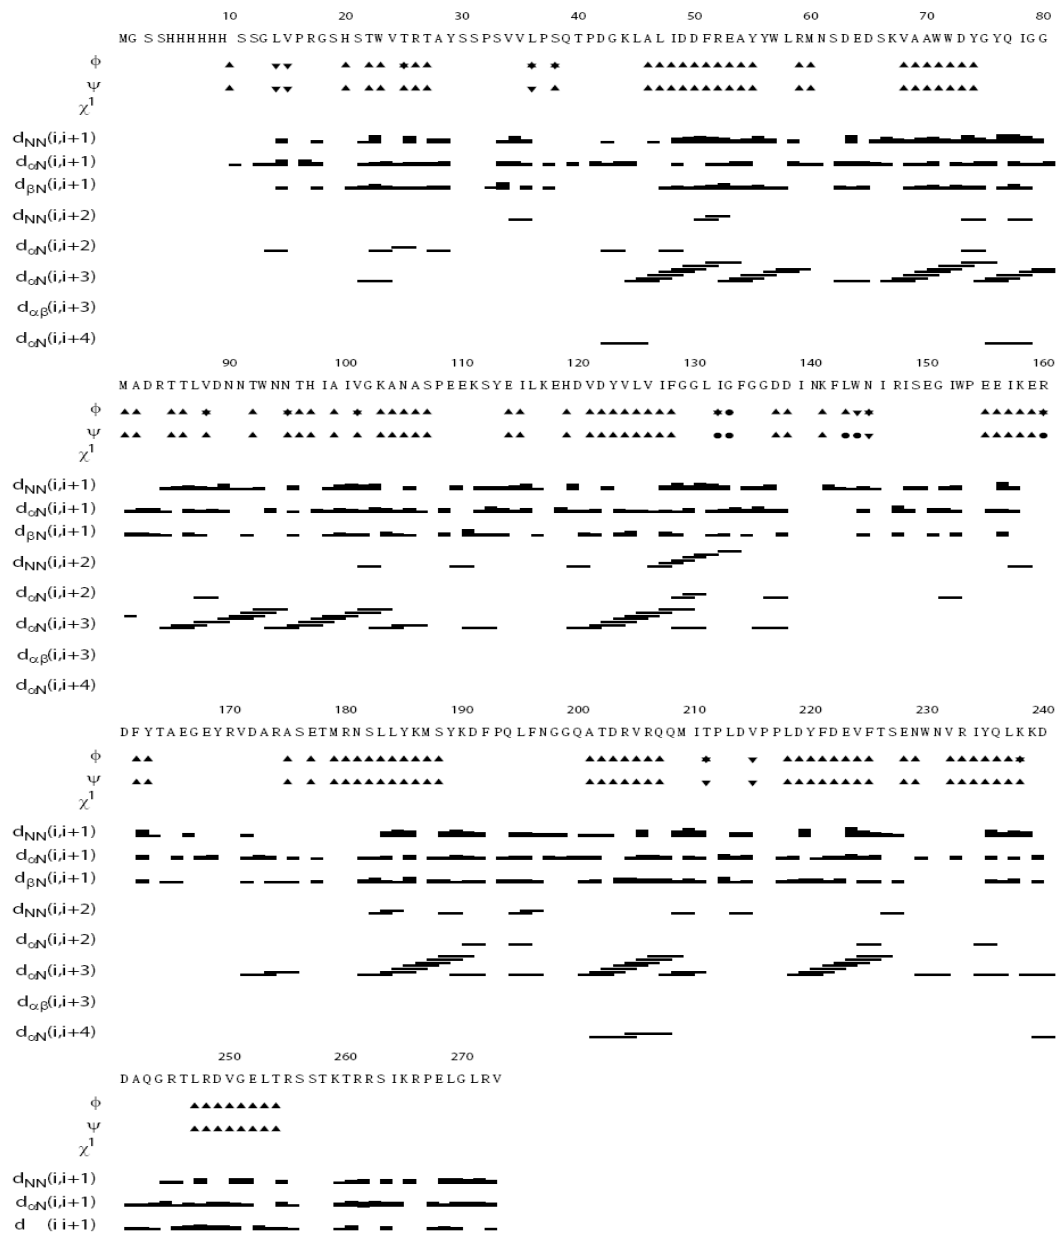 10 20 30 40 50 60 70 80
MGSSHHHHHHSSGLVPRGSHSTWVTRTAYSSPSVVLPSQTPDGKLALIDDFREAYYWLRMNSDEDSKVAAWWDYGYQIGG
ϕ
ψ
χ1
dNN(i,i+1)
dαN(i,i+1)
dβN(i,i+1)
dNN(i,i+2)
dαN(i,i+2)
dαN(i,i+3)
dαβ(i,i+3)
dαN(i,i+4)
90 100 110 120 130 140 150 160
MADRTTLVDNNTWNNTHIAIVGKANASPEEKSYEILKEHDVDYVLVIFGGLIGFGGDDINKFLWNIRISEGIWPEEIKER
ϕ
ψ
χ1
dNN(i,i+1)
dαN(i,i+1)
dβN(i,i+1)
dNN(i,i+2)
dαN(i,i+2)
dαN(i,i+3)
dαβ(i,i+3)
dαN(i,i+4)
170 180 190 200 210 220 230 240
DFYTAEGEYRVDARASETMRNSLLYKMSYKDFPQLFNGGQATDRVRQQMITPLDVPPLDYFDEVFTSENWNVRIYQLKKD
ϕ
ψ
χ1
dNN(i,i+1)
dαN(i,i+1)
dβN(i,i+1)
dNN(i,i+2)
dαN(i,i+2)
dαN(i,i+3)
dαβ(i,i+3)
dαN(i,i+4)
250 260 270
DAQGRTLRDVGELTRSSTKTRRSIKRPELGLRV
ϕ
ψ
χ1
dNN(i,i+1)
dαN(i,i+1)
d (i i+1)